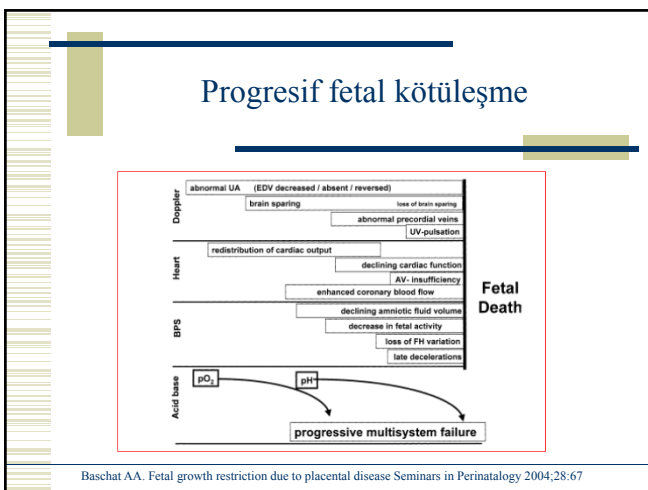 Progresif fetal kötüleşme
Doppler
abnormal UA (EDV decreased / absent / reversed)
brain sparing loss of brain sparing
abnormal precordial veins
UV-pulsation
Heart
redistribution of cardiac output
declining cardiac function
AV- insufficiency
enhanced coronary blood flow
Fetal
Death
BPS
declining amniotic fluid volume
decrease in fetal activity
loss of FH variation
late decelerations
Acid base
pO2 pH
progressive multisystem failure
Baschat AA. Fetal growth restriction due to placental disease Seminars in Perinatalogy 2004;28:67